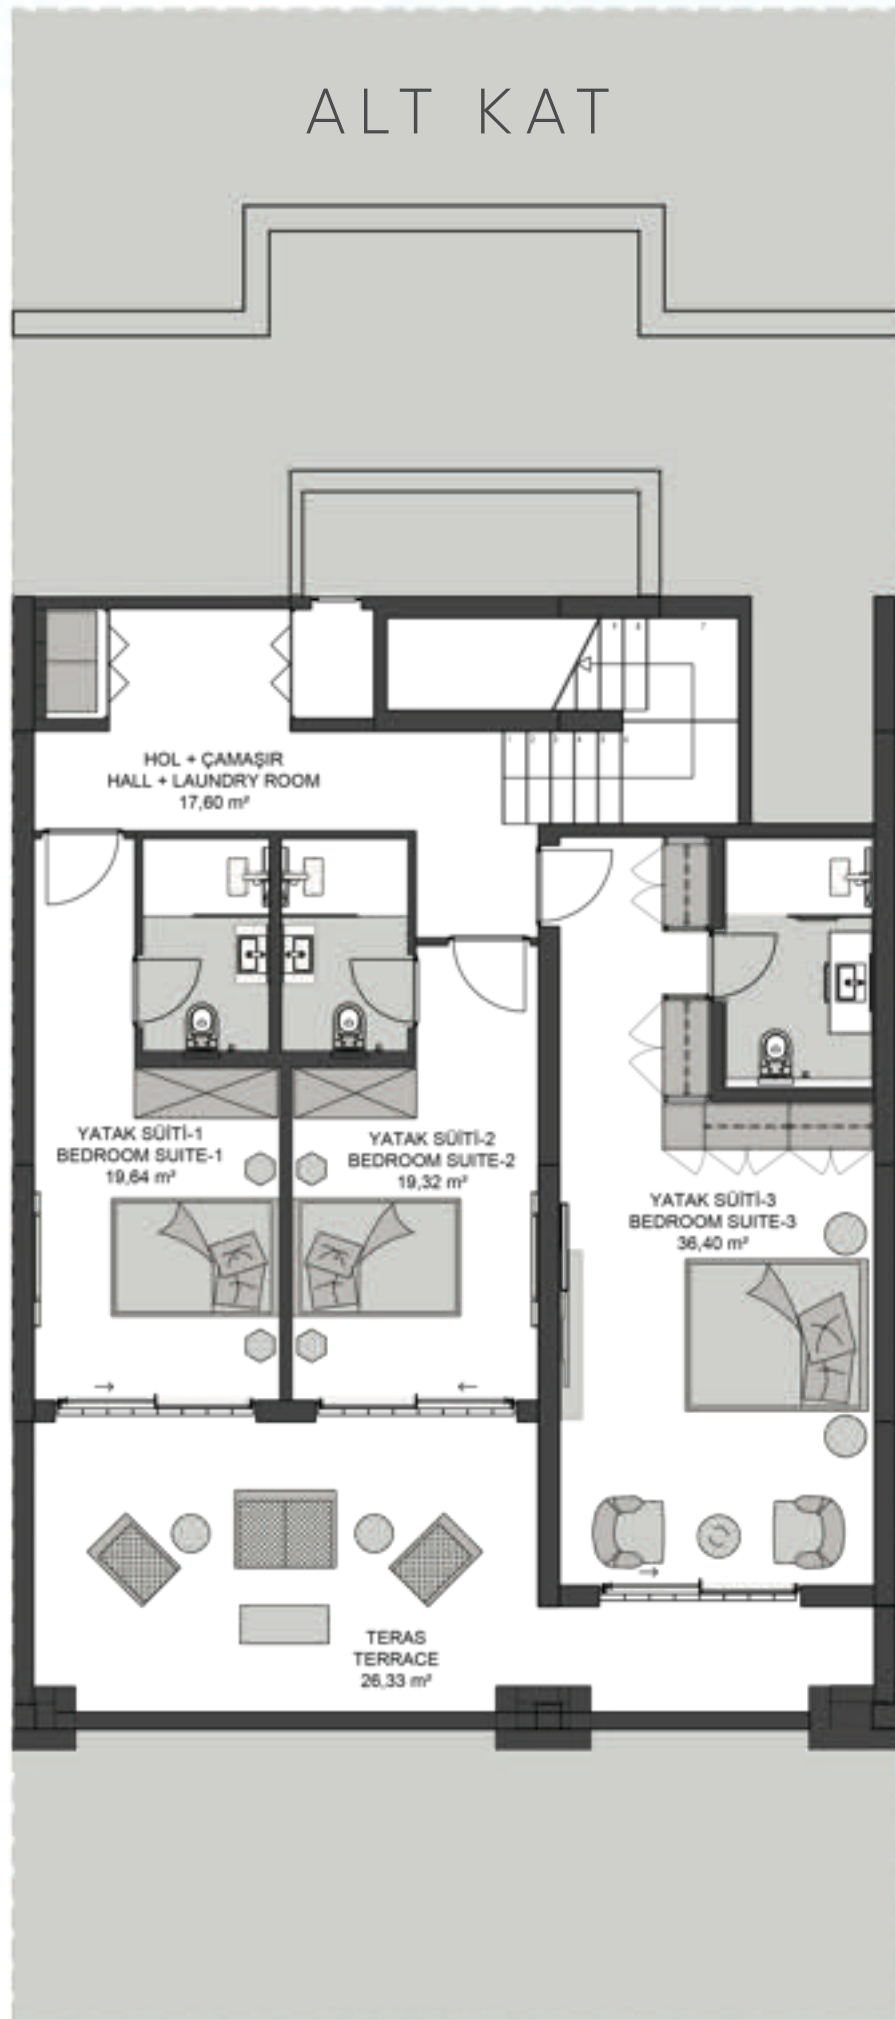 ALT KAT
HOL + ÇAMAŞIR
HALL + LAUNDRY ROOM
17,60 m²
YATAK SÜİTİ-1
BEDROOM SUITE-1
19,64 m²
YATAK SÜİTİ-2
BEDROOM SUITE-2
19,32 m²
YATAK SÜİTİ-3
BEDROOM SUITE-3
36,40 m²
TERAS
TERRACE
26,33 m²